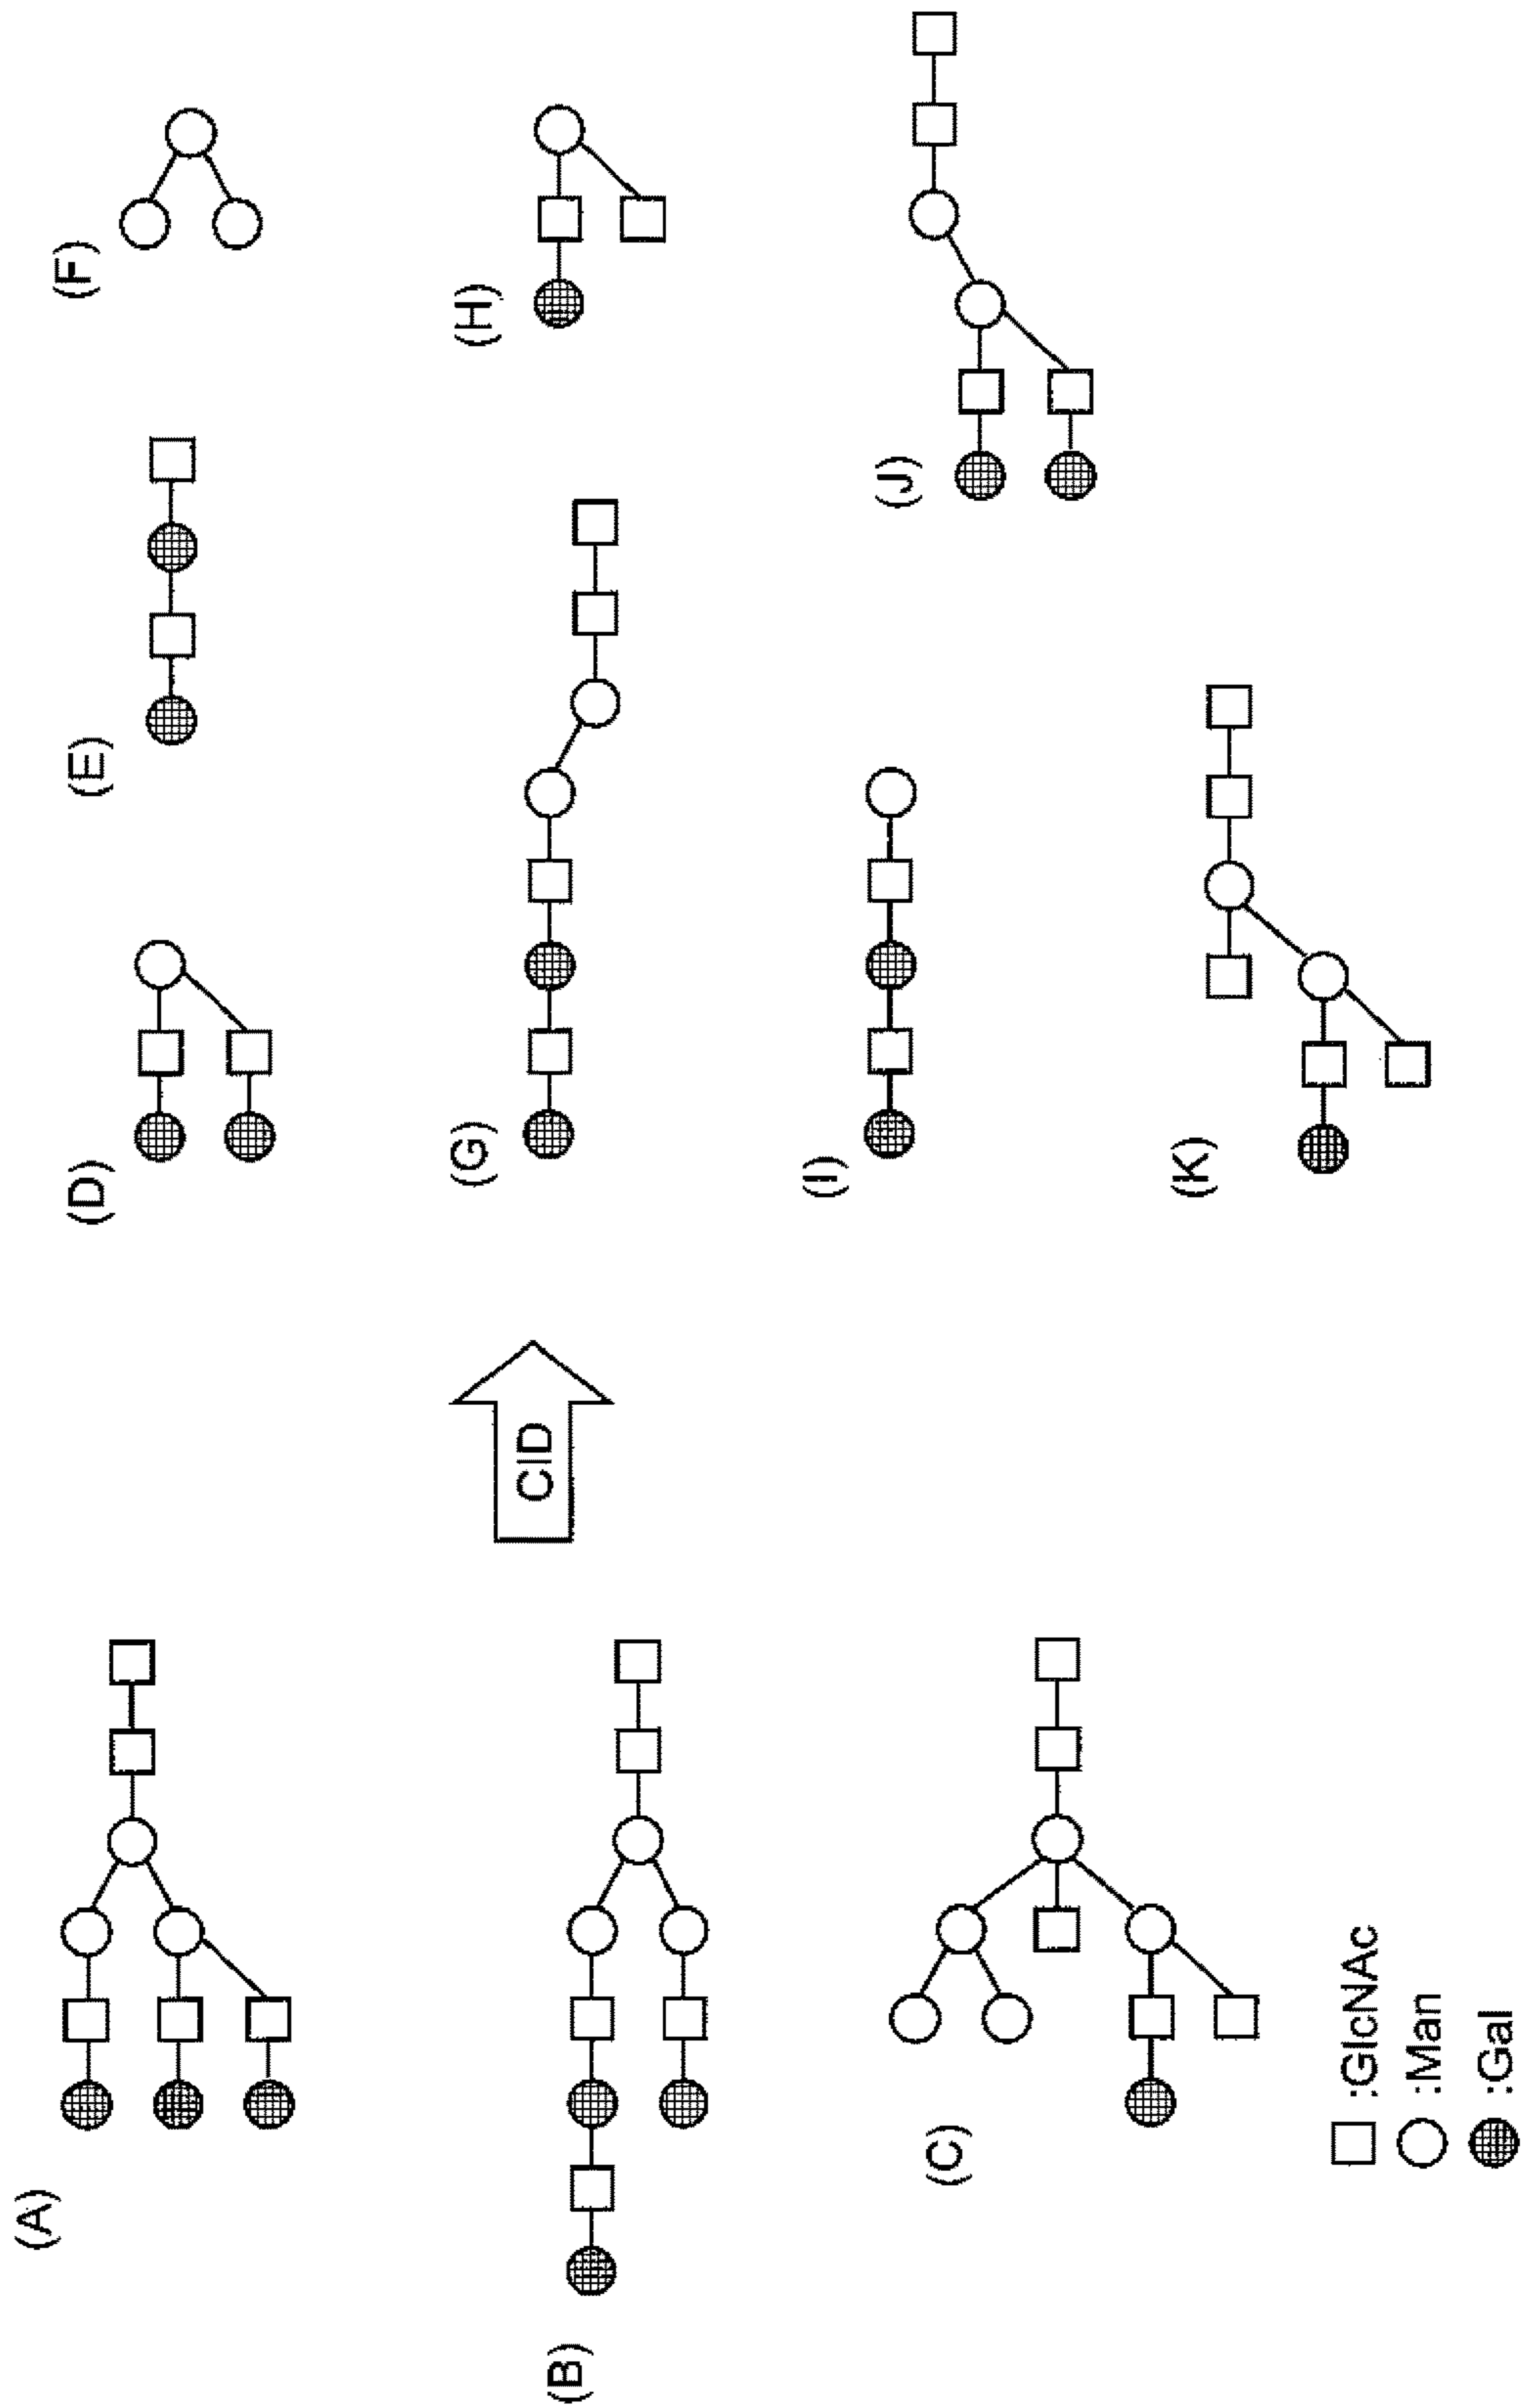 (A)
(B)
(C)
□:GlcNAc
○:Man
:Gal
CID
(D)
(E)
(F)
(G)
(H)
(I)
(J)
(K)